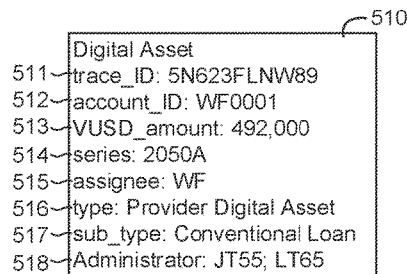 510
Digital Asset
511 trace_ID: 5N623FLNW89
512 account_ID: WF0001
513 VUSD_amount: 492,000
514 series: 2050A
515 assignee: WF
516 type: Provider Digital Asset
517 sub_type: Conventional Loan
518 Administrator: JT55; LT65